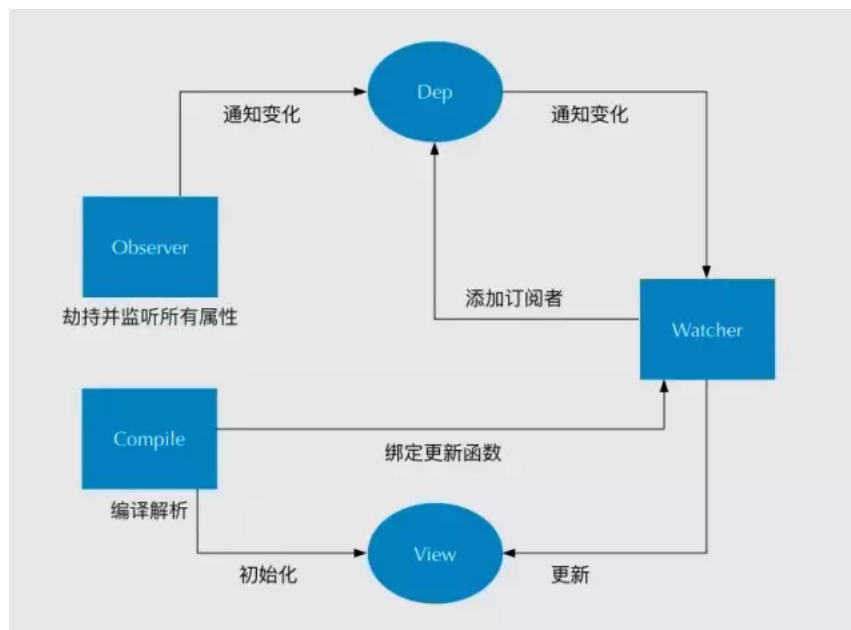 Dep
通知变化
通知变化
Observer
劫持并监听所有属性
添加订阅者
Watcher
Compile
绑定更新函数
编译解析
View
初始化
更新